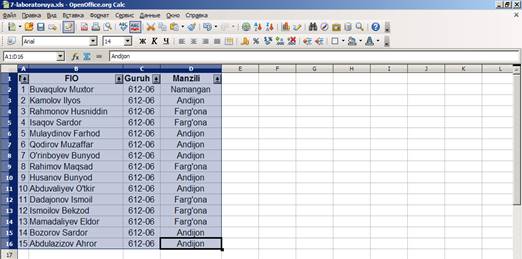 7-laboratoruya.xls - OpenOffice.org Calc
Файл Правка Вид Вставка Формат Сервис Данные Окно Справка
Arial 14
A1:D16 Andijon
A B C D E F G H I J K L
1 FIO Guruh Manzili
2 1 Buvaqulov Muxtor 612-06 Namangan
3 2 Kamolov Ilyos 612-06 Andijon
4 3 Rahmonov Husniddin 612-06 Farg'ona
5 4 Isaqov Sardor 612-06 Farg'ona
6 5 Mulaydinov Farhod 612-06 Andijon
7 6 Qodirov Muzaffar 612-06 Andijon
8 7 O'rinboyev Bunyod 612-06 Andijon
9 8 Rahimov Maqsad 612-06 Farg'ona
10 9 Husanov Bunyod 612-06 Andijon
11 10 Abduvaliyev O'tkir 612-06 Andijon
12 11 Dadajonov Ismoil 612-06 Farg'ona
13 12 Ismoilov Bekzod 612-06 Farg'ona
14 13 Mamadaliyev Eldor 612-06 Farg'ona
15 14 Bozorov Sardor 612-06 Andijon
16 15 Abdulazizov Ahror 612-06 Andijon
17